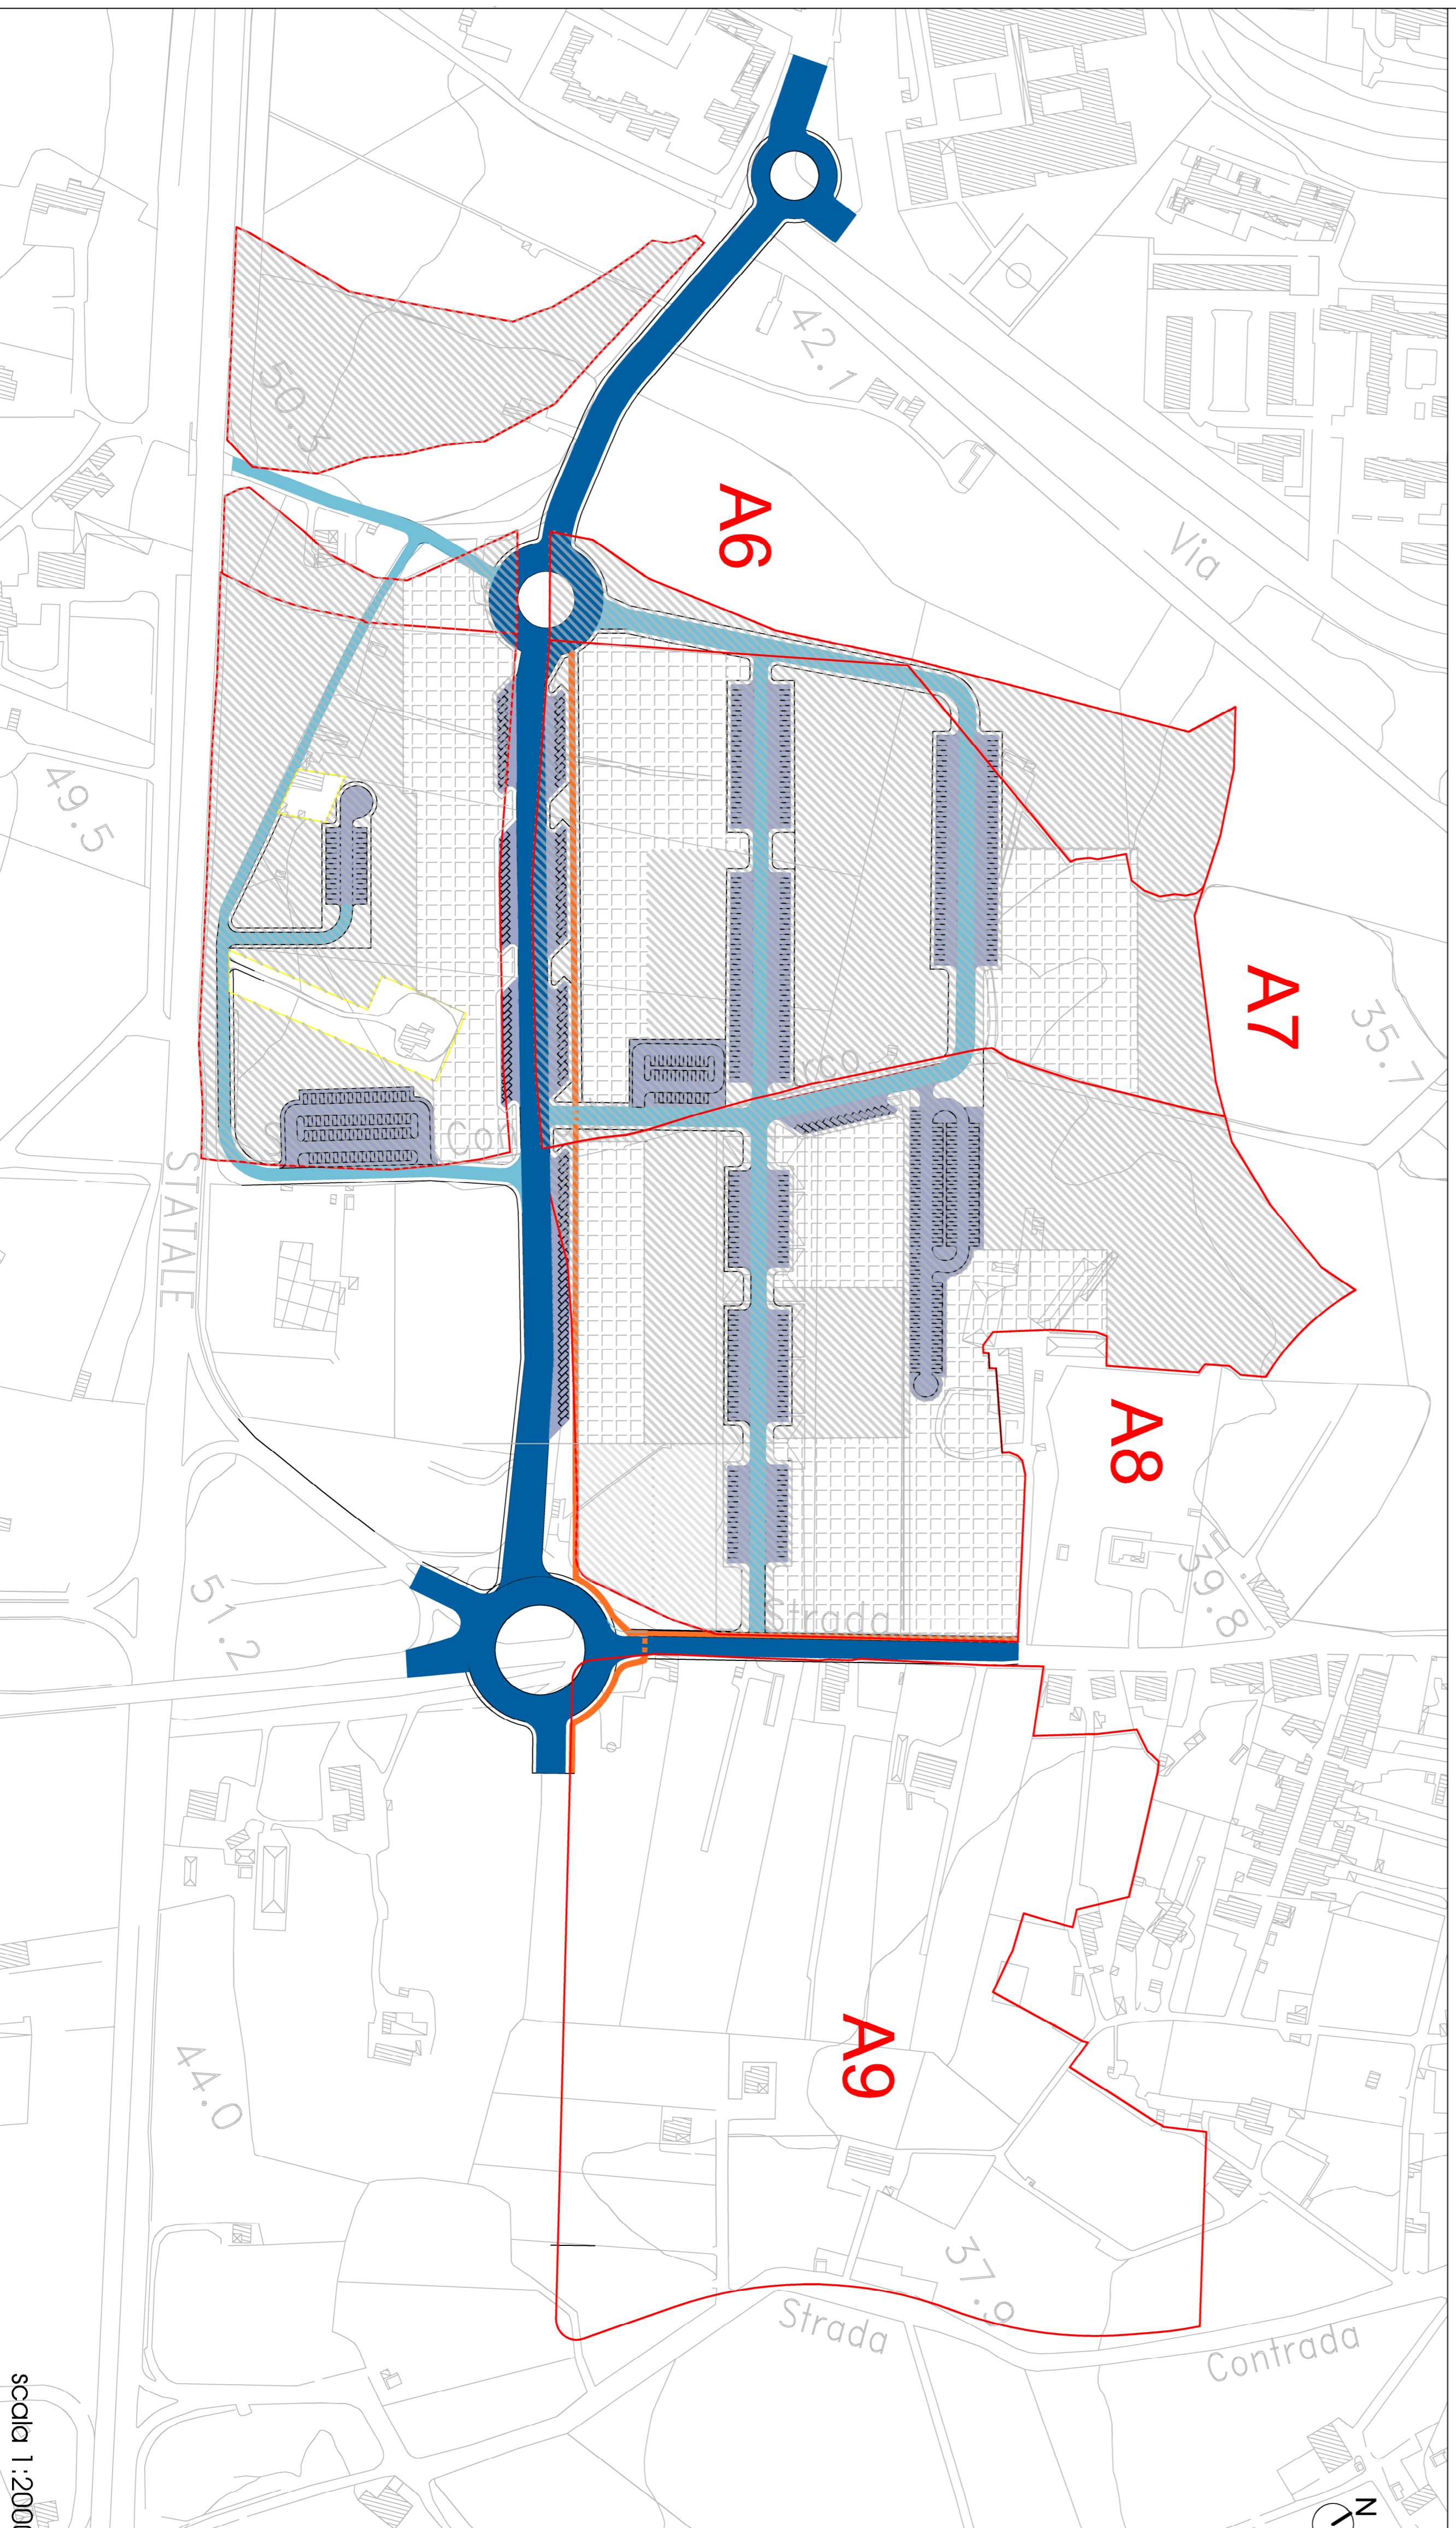 A6
A7
A8
A9
42.1
50.3
49.5
35.7
39.8
51.2
44.0
37.9
Via
STATALE
Strada
Strada
Contrada
N